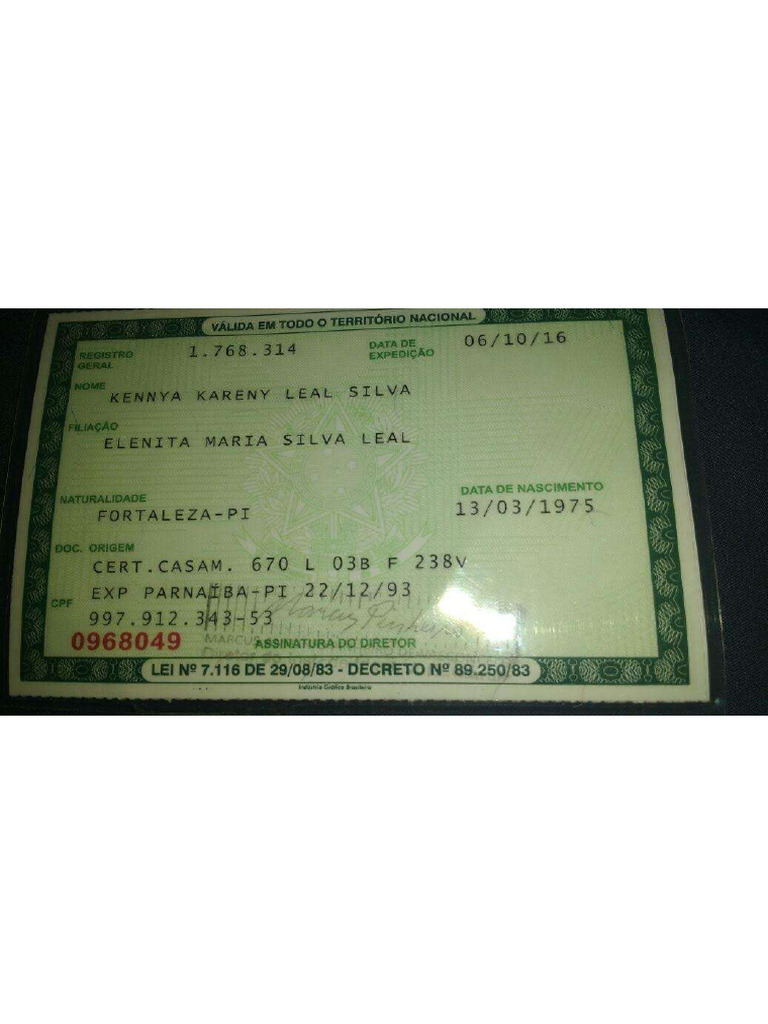 VÁLIDA EM TODO O TERRITÓRIO NACIONAL
REGISTRO GERAL 1.768.314 DATA DE EXPEDIÇÃO 06/10/16
NOME KENNYA KARENY LEAL SILVA
FILIAÇÃO
ELENITA MARIA SILVA LEAL
NATURALIDADE DATA DE NASCIMENTO
FORTALEZA-PI 13/03/1975
DOC. ORIGEM
CERT.CASAM. 670 L 03B F 238V
EXP PARNAÍBA-PI 22/12/93
CPF 997.912.343-53
0968049 ASSINATURA DO DIRETOR
LEI Nº 7.116 DE 29/08/83 - DECRETO Nº 89.250/83
Indústria Gráfica Brasileira